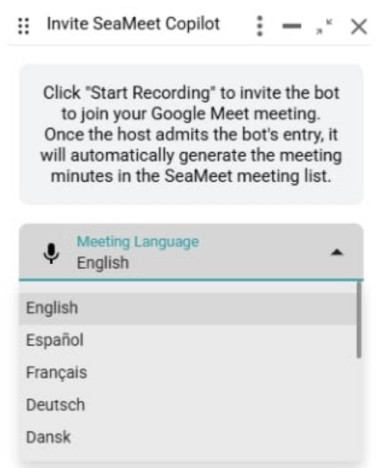 Invite SeaMeet Copilot
Click "Start Recording" to invite the bot
to join your Google Meet meeting.
Once the host admits the bot's entry, it
will automatically generate the meeting
minutes in the SeaMeet meeting list.
Meeting Language
English
English
Español
Français
Deutsch
Dansk